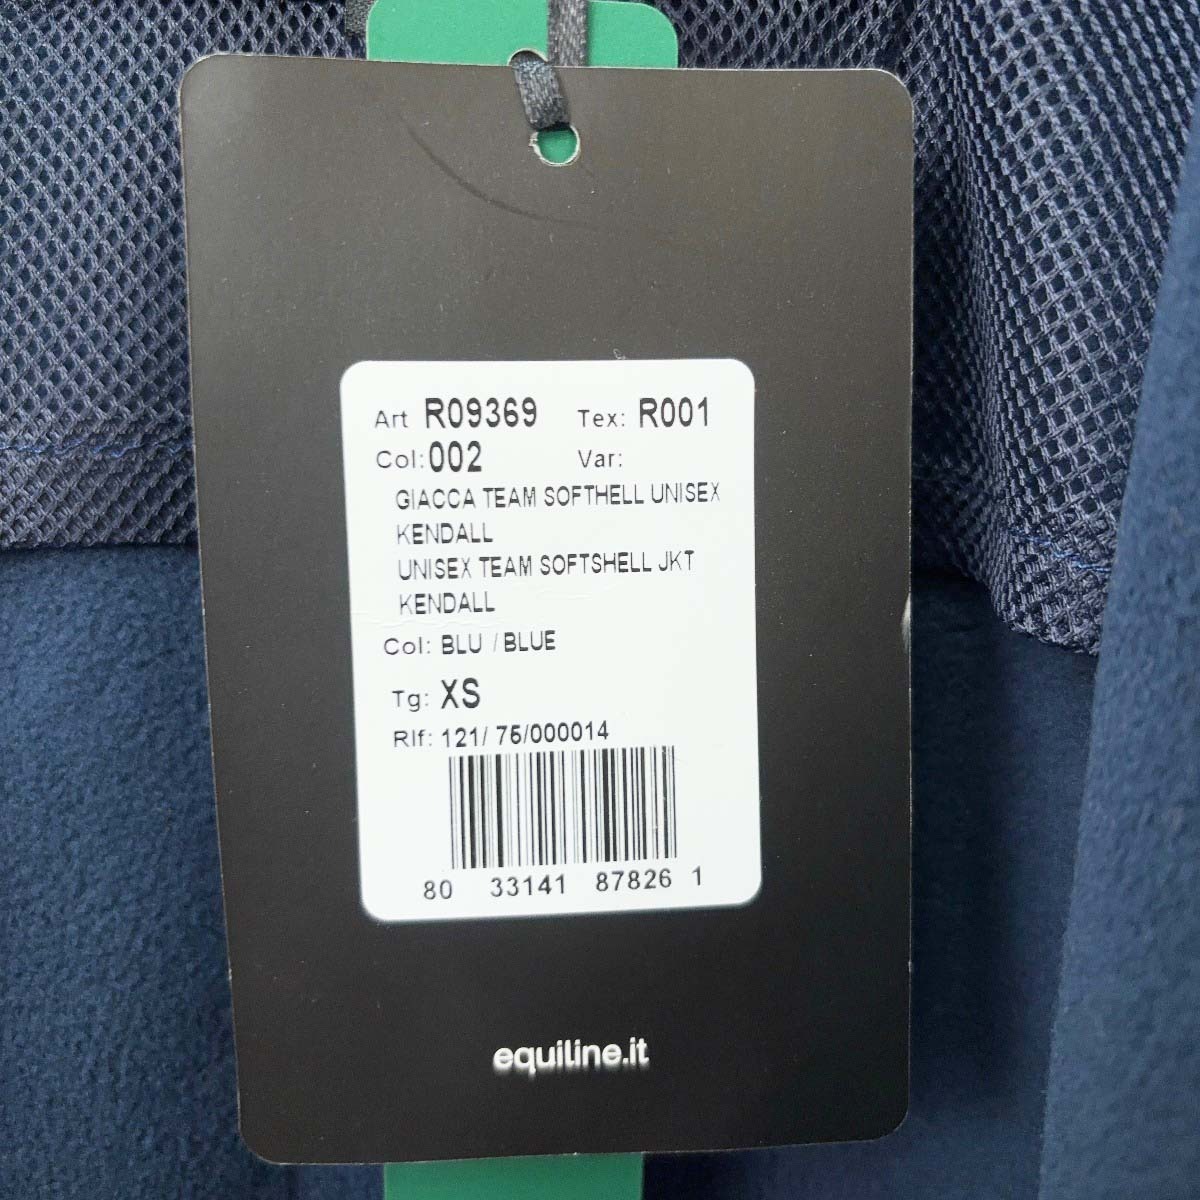 Art R09369 Tex: R001
Col: 002 Var:
GIACCA TEAM SOFTHELL UNISEX
KENDALL
UNISEX TEAM SOFTSHELL JKT
KENDALL
Col: BLU / BLUE
Tg: XS
Rif: 121/ 75/000014
80 33141 87826 1
equiline.it